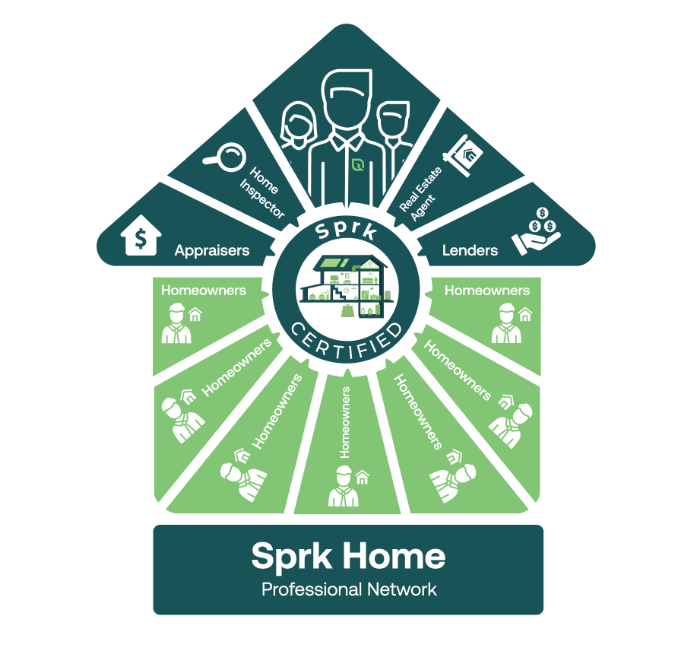 Home
Inspector
Real Estate
Agent
Appraisers
$
Sprk
CERTIFIED
Lenders
$
$
$
Homeowners
Homeowners
Homeowners
Homeowners
Homeowners
Homeowners
Homeowners
Sprk Home
Professional Network